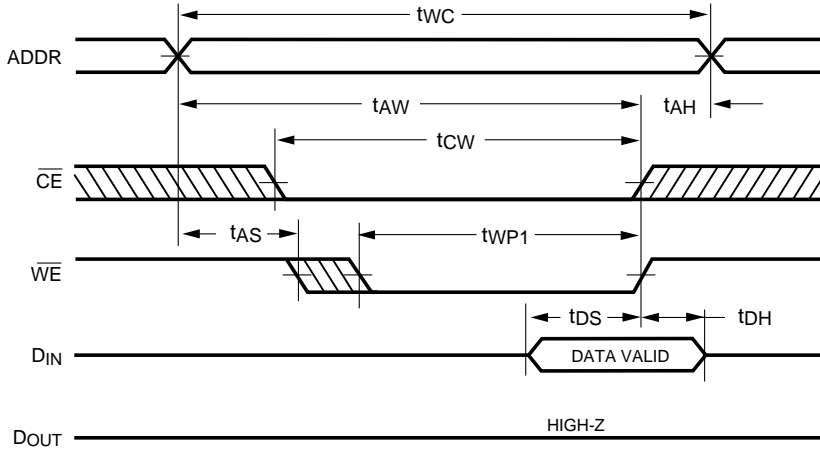 tWC
ADDR
tAW
tAH
tCW
CE
tAS
tWP1
WE
tDS
tDH
DIN
DATA VALID
HIGH-Z
DOUT